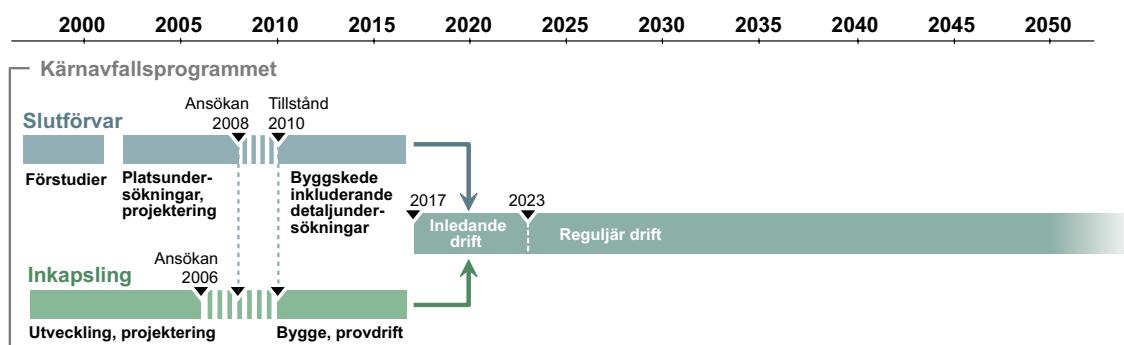 2000 2005 2010 2015 2020 2025 2030 2035 2040 2045 2050
Kärnavfallsprogrammet
Slutförvar
Ansökan
2008
Tillstånd
2010
Förstudier
Platsunder-
sökningar,
projektering
Byggskede
inkluderande
detaljunder-
sökningar
2017
2023
Inledande
drift
Reguljär drift
Inkapsling
Ansökan
2006
Utveckling, projektering
Bygge, provdrift